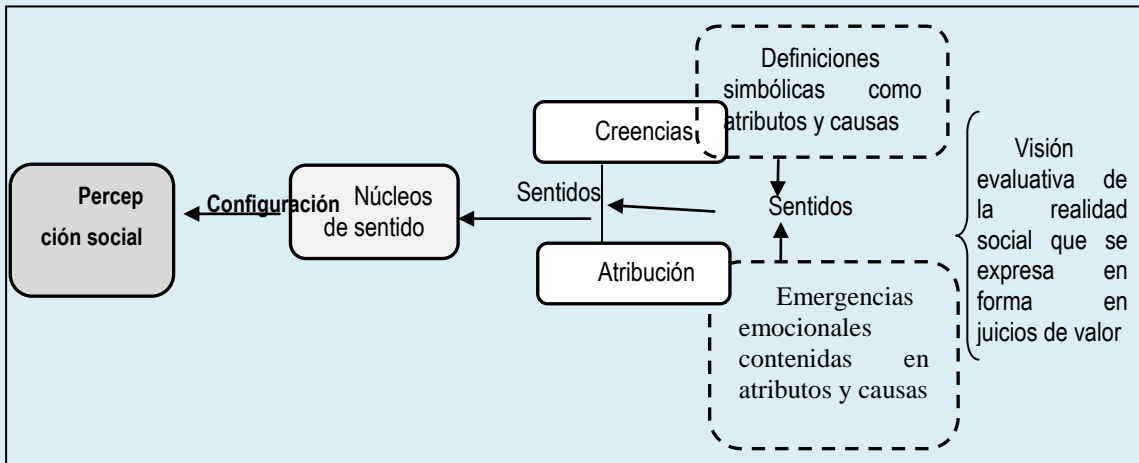 Percep
ción social
Configuración
Núcleos
de sentido
Creencias
Sentidos
Atribución
Definiciones
simbólicas como
atributos y causas
Sentidos
Emergencias
emocionales
contenidas en
atributos y causas
Visión
evaluativa de
la realidad
social que se
expresa en
forma en
juicios de valor